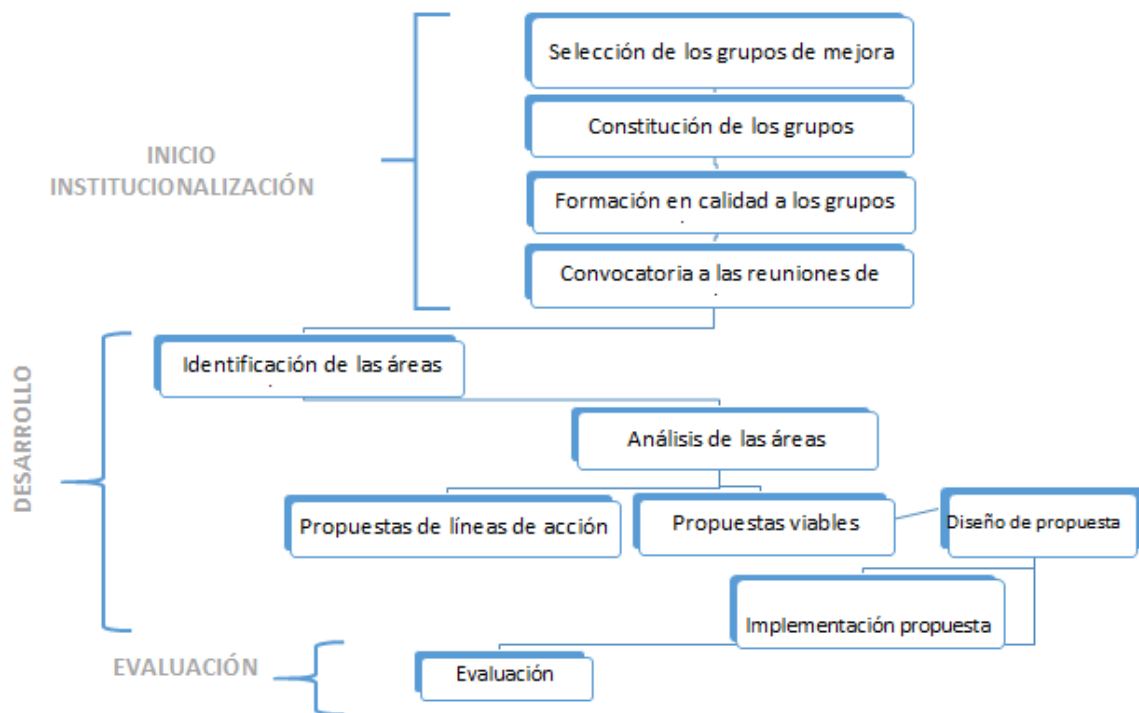 Selección de los grupos de mejora
Constitución de los grupos
INICIO
INSTITUCIONALIZACIÓN
Formación en calidad a los grupos
Convocatoria a las reuniones de
DESARROLLO
Identificación de las áreas
Análisis de las áreas
Propuestas de líneas de acción
Propuestas viables
Diseño de propuesta
Implementación propuesta
EVALUACIÓN
Evaluación